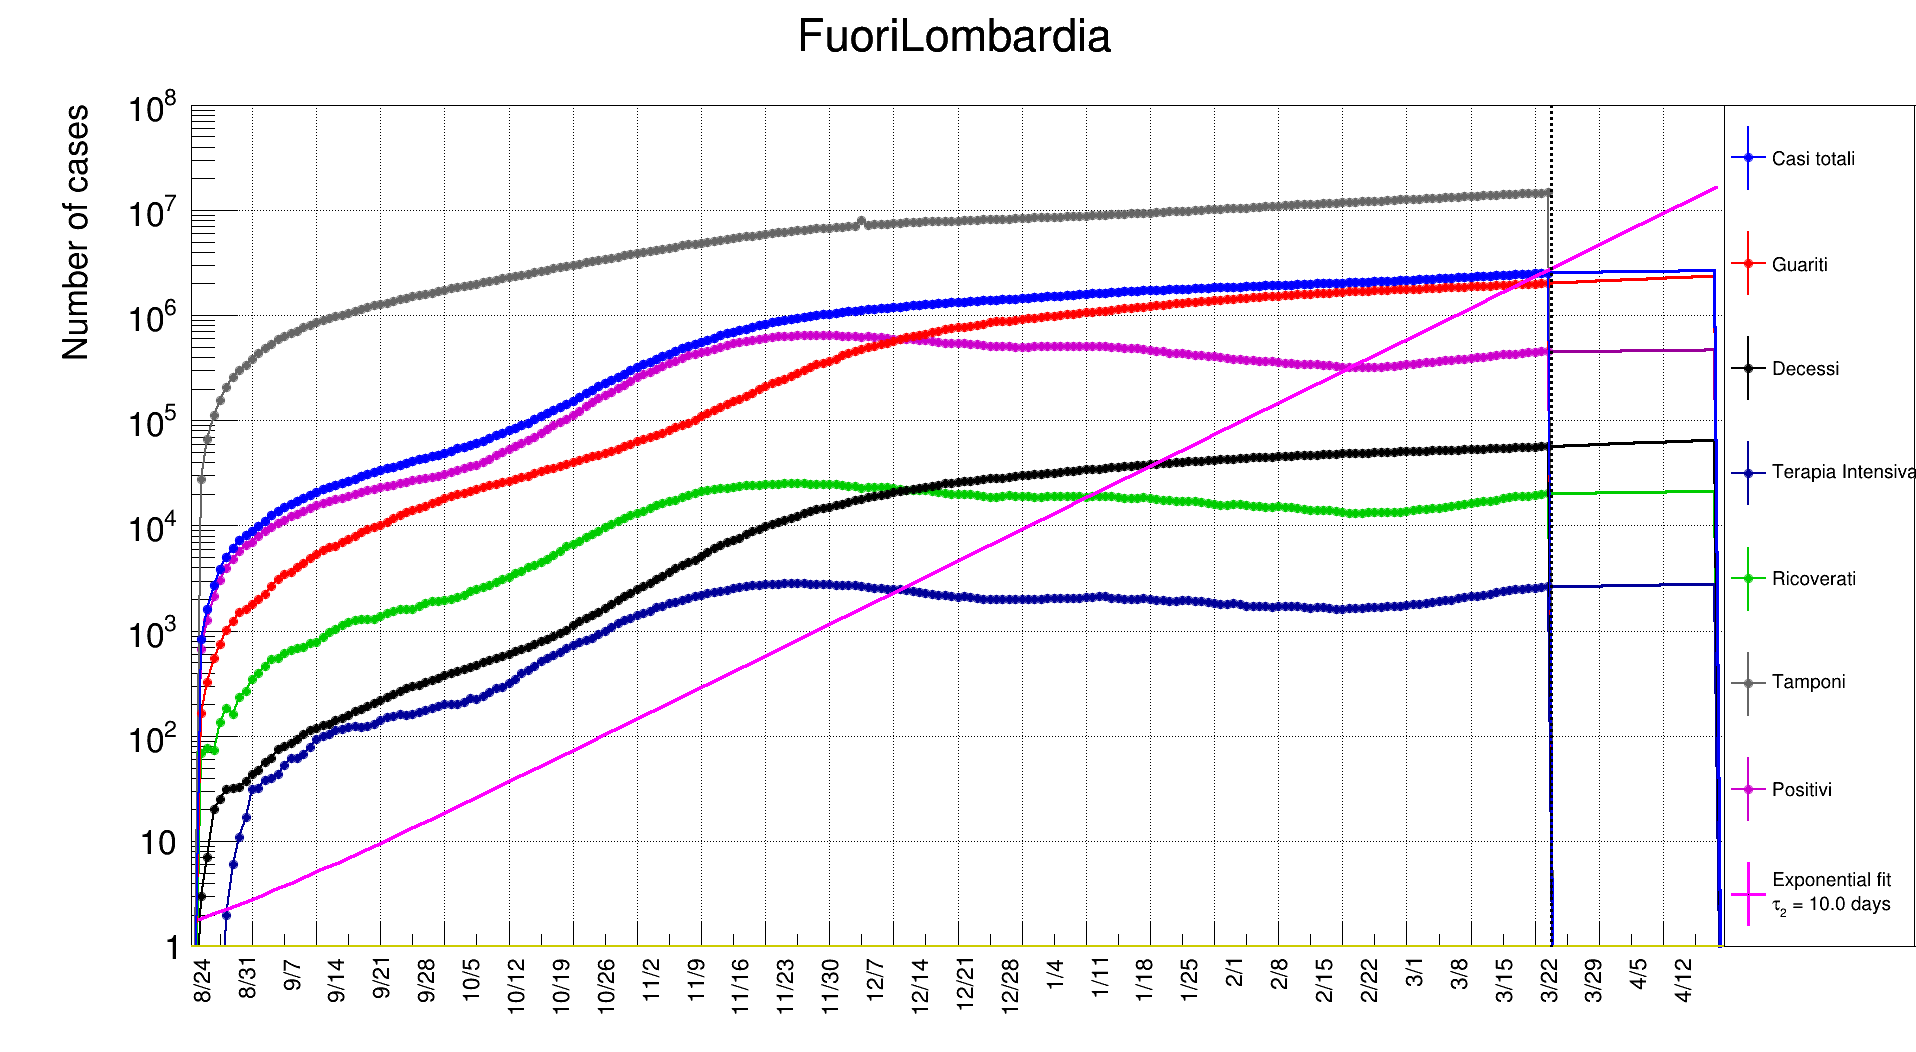 FuoriLombardia
Number of cases
10^8
10^7
10^6
10^5
10^4
10^3
10^2
10
1
8/24 8/31 9/7 9/14 9/21 9/28 10/5 10/12 10/19 10/26 11/2 11/9 11/16 11/23 11/30 12/7 12/14 12/21 12/28 1/4 1/11 1/18 1/25 2/1 2/8 2/15 2/22 3/1 3/8 3/15 3/22 3/29 4/5 4/12
Casi totali
Guariti
Decessi
Terapia Intensiva
Ricoverati
Tamponi
Positivi
Exponential fit
τ₂ = 10.0 days